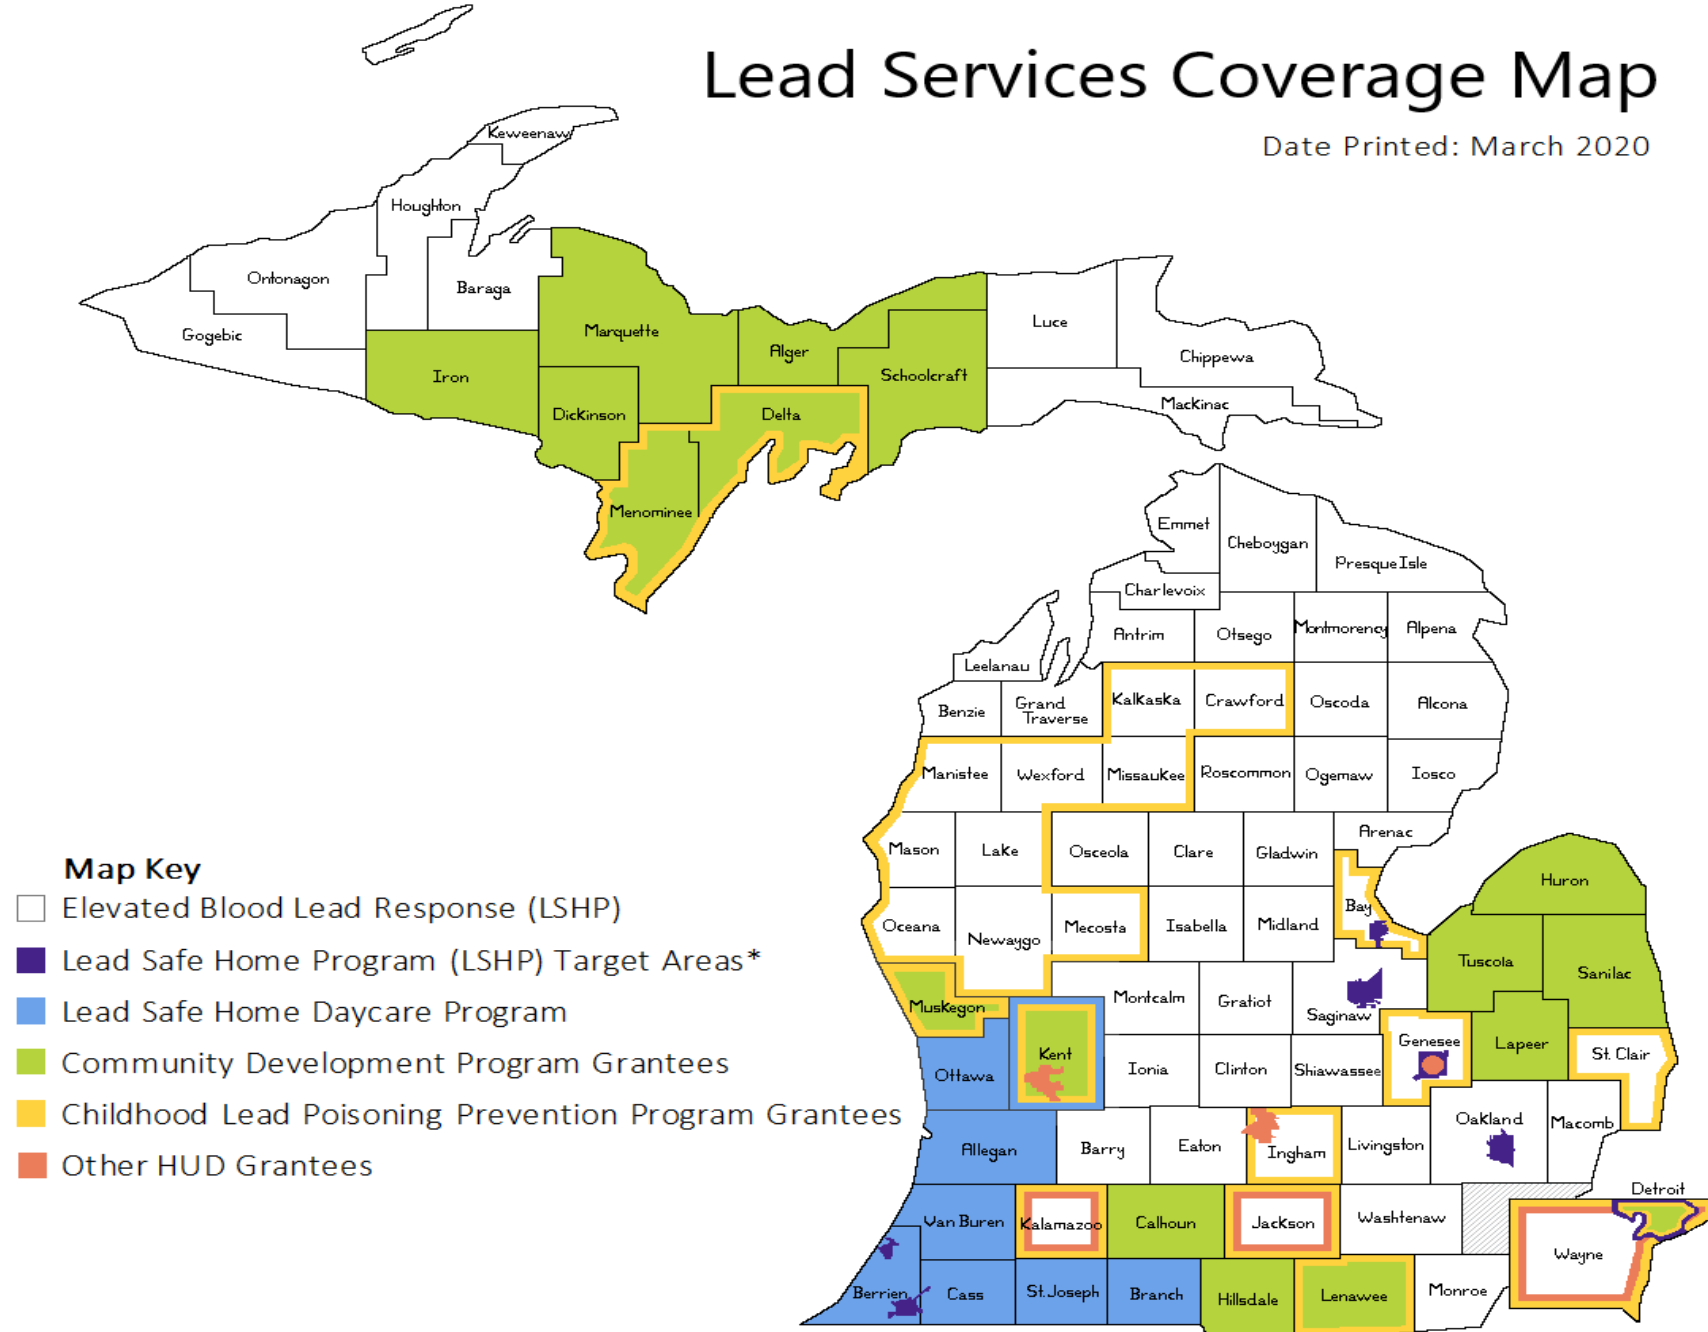 Lead Services Coverage Map
Date Printed: March 2020
Keweenaw
Houghton
Ontonagon
Baraga
Gogebic
Marquette
Iron
Alger
Luce
Chippewa
Schoolcraft
Dickinson
Delta
Mackinac
Menominee
Emmet
Cheboygan
Presque Isle
Charlevoix
Antrim
Otsego
Montmorency
Alpena
Leelanau
Benzie
Grand
Traverse
Kalkaska
Crawford
Oscoda
Alcona
Manistee
Wexford
Missaukee
Roscommon
Ogemaw
Iosco
Mason
Lake
Osceola
Clare
Gladwin
Arenac
Huron
Oceana
Newaygo
Mecosta
Isabella
Midland
Bay
Tuscola
Sanilac
Muskegon
Montcalm
Gratiot
Saginaw
Genesee
Lapeer
St. Clair
Ottawa
Kent
Ionia
Clinton
Shiawassee
Oakland
Macomb
Allegan
Barry
Eaton
Ingham
Livingston
Detroit
Van Buren
Kalamazoo
Calhoun
Jackson
Washtenaw
Wayne
Berrien
Cass
St. Joseph
Branch
Hillsdale
Lenawee
Monroe
Map Key
Elevated Blood Lead Response (LSHP)
Lead Safe Home Program (LSHP) Target Areas*
Lead Safe Home Daycare Program
Community Development Program Grantees
Childhood Lead Poisoning Prevention Program Grantees
Other HUD Grantees